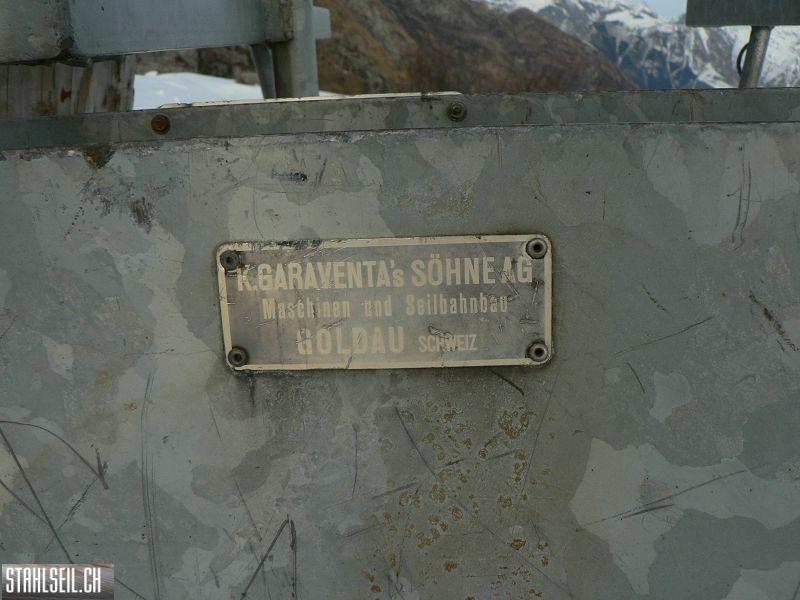 K.GARAVENTA's SÖHNE AG
Maschinen und Seilbahnbau
GOLDAU SCHWEIZ
STAHLSEIL.CH